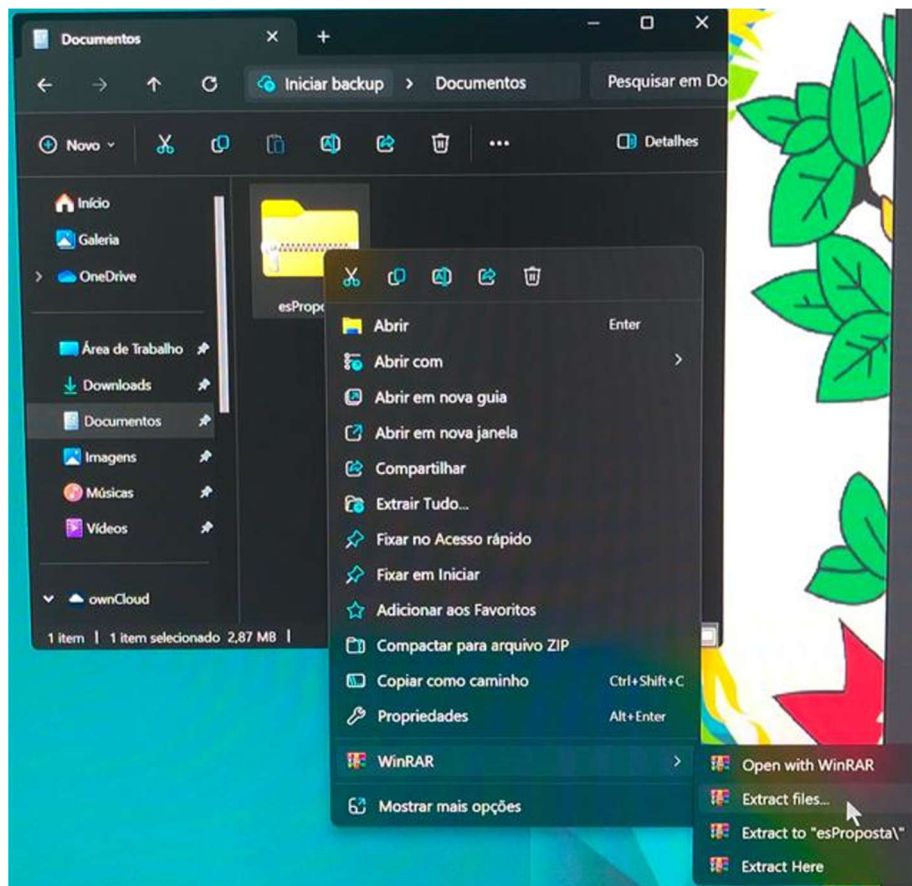 Documentos
Iniciar backup > Documentos
Pesquisar em Do
Novo
Detalhes
Início
Galeria
OneDrive
Área de Trabalho
Downloads
Documentos
Imagens
Músicas
Vídeos
ownCloud
1 item | 1 item selecionado 2,87 MB |
esPropo
Abrir Enter
Abrir com
Abrir em nova guia
Abrir em nova janela
Compartilhar
Extrair Tudo...
Fixar no Acesso rápido
Fixar em Iniciar
Adicionar aos Favoritos
Compactar para arquivo ZIP
Copiar como caminho Ctrl+Shift+C
Propriedades Alt+Enter
WinRAR
Mostrar mais opções
Open with WinRAR
Extract files...
Extract to "esProposta\"
Extract Here